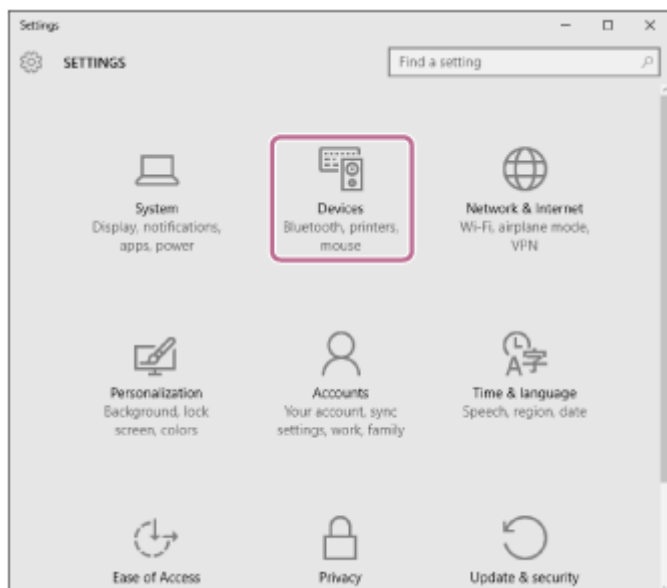 Settings
SETTINGS
Find a setting
System
Display, notifications,
apps, power
Devices
Bluetooth, printers,
mouse
Network & Internet
Wi-Fi, airplane mode,
VPN
Personalization
Background, lock
screen, colors
Accounts
Your account, sync
settings, work, family
A字
Time & language
Speech, region, date
Ease of Access
Privacy
Update & security